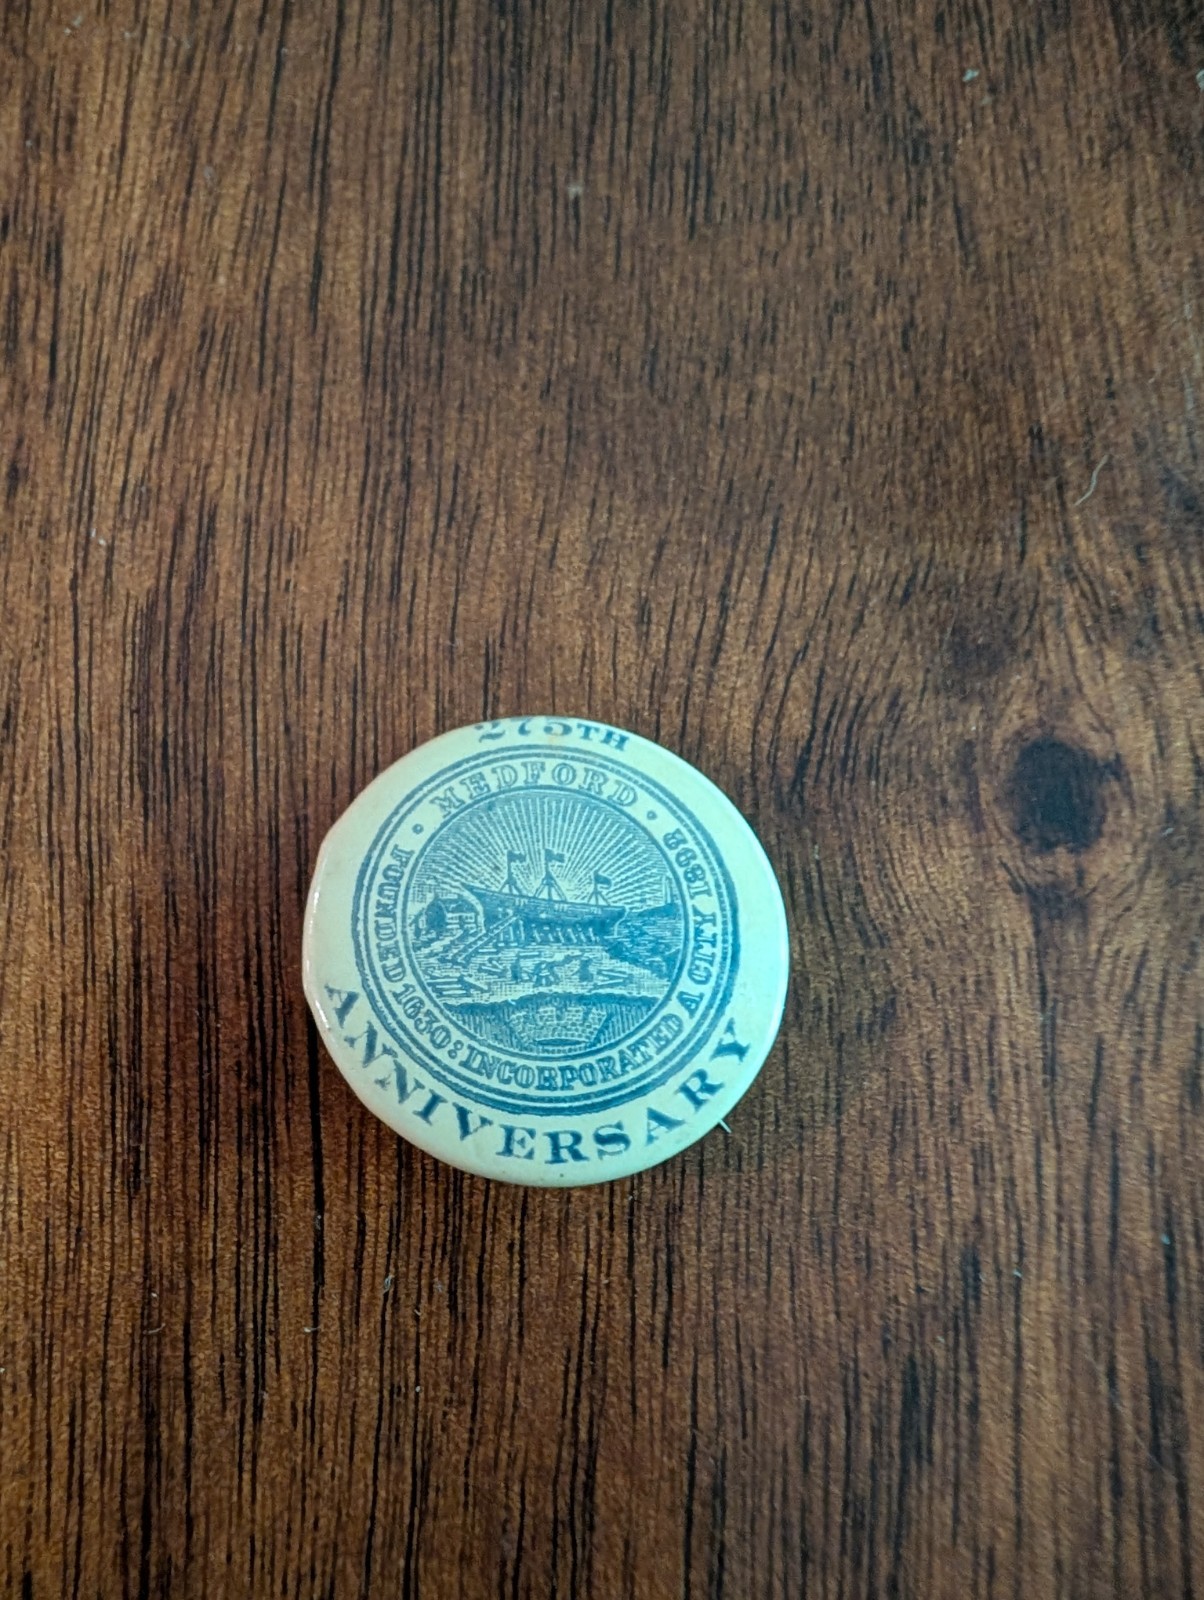 275TH
· MEDFORD ·
FOUNDED 1630: INCORPORATED A CITY 1892
ANNIVERSARY